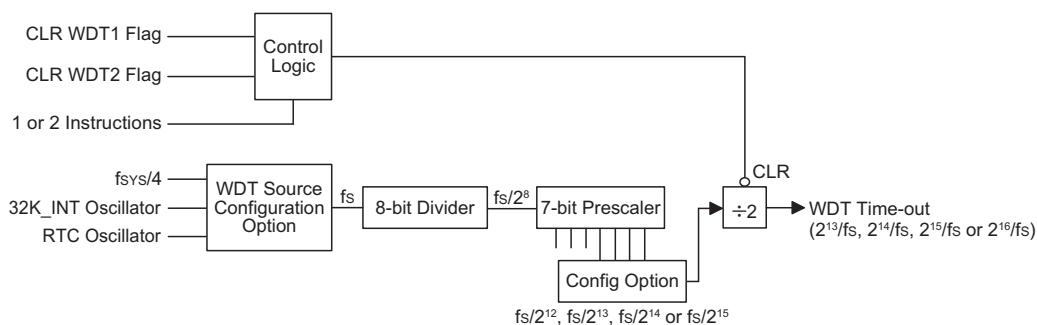 CLR WDT1 Flag
CLR WDT2 Flag
1 or 2 Instructions
Control
Logic
CLR
fSYS/4
32K_INT Oscillator
RTC Oscillator
WDT Source
Configuration
Option
fS
8-bit Divider
fS/2⁸
7-bit Prescaler
Config Option
fS/2¹², fS/2¹³, fS/2¹⁴ or fS/2¹⁵
÷2
WDT Time-out
(2¹³/fS, 2¹⁴/fS, 2¹⁵/fS or 2¹⁶/fS)